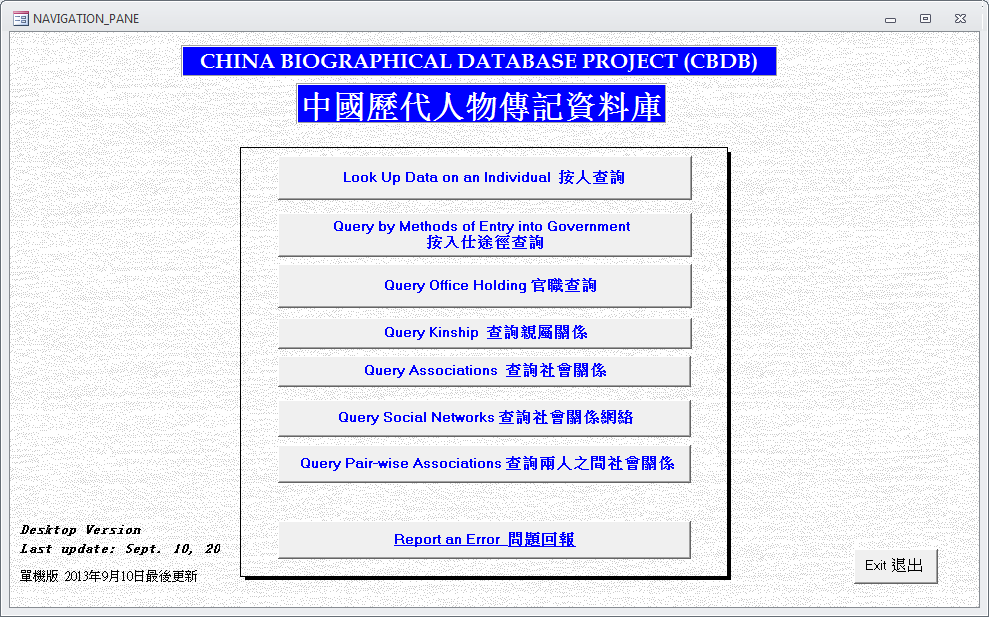 NAVIGATION_PANE
CHINA BIOGRAPHICAL DATABASE PROJECT (CBDB)
中國歷代人物傳記資料庫
Look Up Data on an Individual 按人查詢
Query by Methods of Entry into Government
按入仕途徑查詢
Query Office Holding 官職查詢
Query Kinship 查詢親屬關係
Query Associations 查詢社會關係
Query Social Networks 查詢社會關係網絡
Query Pair-wise Associations 查詢兩人之間社會關係
Report an Error 問題回報
Desktop Version
Last update: Sept. 10, 20
單機版 2013年9月10日最後更新
Exit 退出